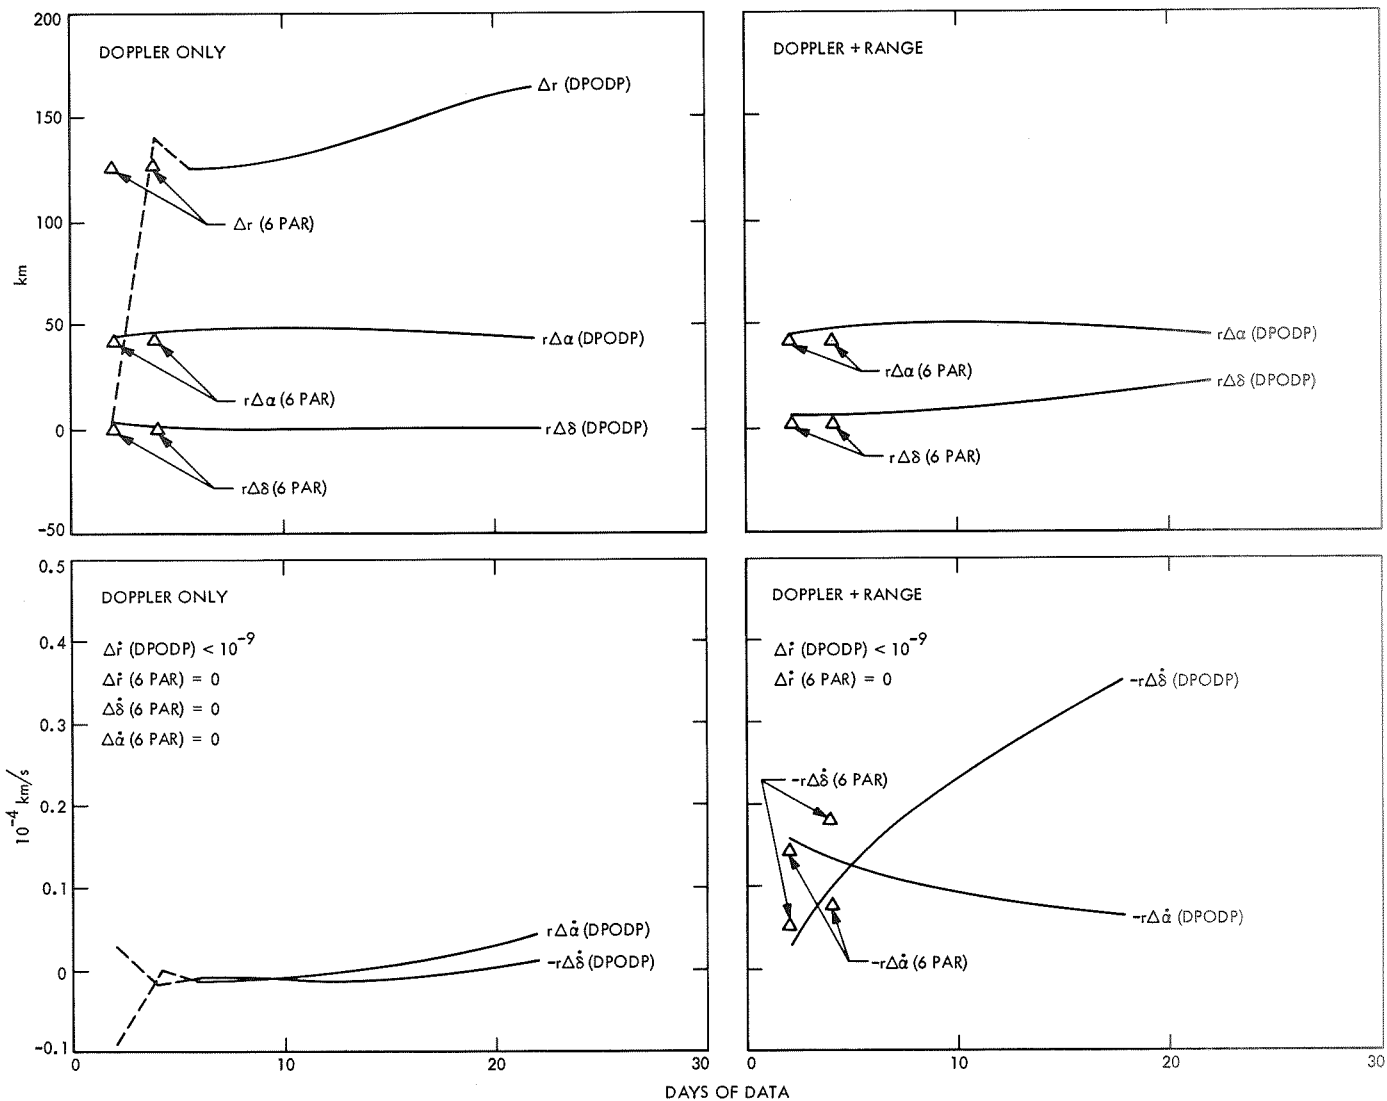 200
150
100
50
0
-50
km
DOPPLER ONLY
Δr (DPODP)
Δr (6 PAR)
rΔα (DPODP)
rΔα (6 PAR)
rΔδ (DPODP)
rΔδ (6 PAR)
DOPPLER + RANGE
rΔα (DPODP)
rΔα (6 PAR)
rΔδ (DPODP)
rΔδ (6 PAR)
0.5
0.4
0.3
0.2
0.1
0
-0.1
10⁻⁴ km/s
DOPPLER ONLY
Δṙ (DPODP) < 10⁻⁹
Δṙ (6 PAR) = 0
Δδ̇ (6 PAR) = 0
Δα̇ (6 PAR) = 0
rΔα̇ (DPODP)
-rΔδ̇ (DPODP)
0 10 20 30
DOPPLER + RANGE
Δṙ (DPODP) < 10⁻⁹
Δṙ (6 PAR) = 0
-rΔδ̇ (DPODP)
-rΔδ̇ (6 PAR)
-rΔα̇ (DPODP)
-rΔα̇ (6 PAR)
0 10 20 30
DAYS OF DATA